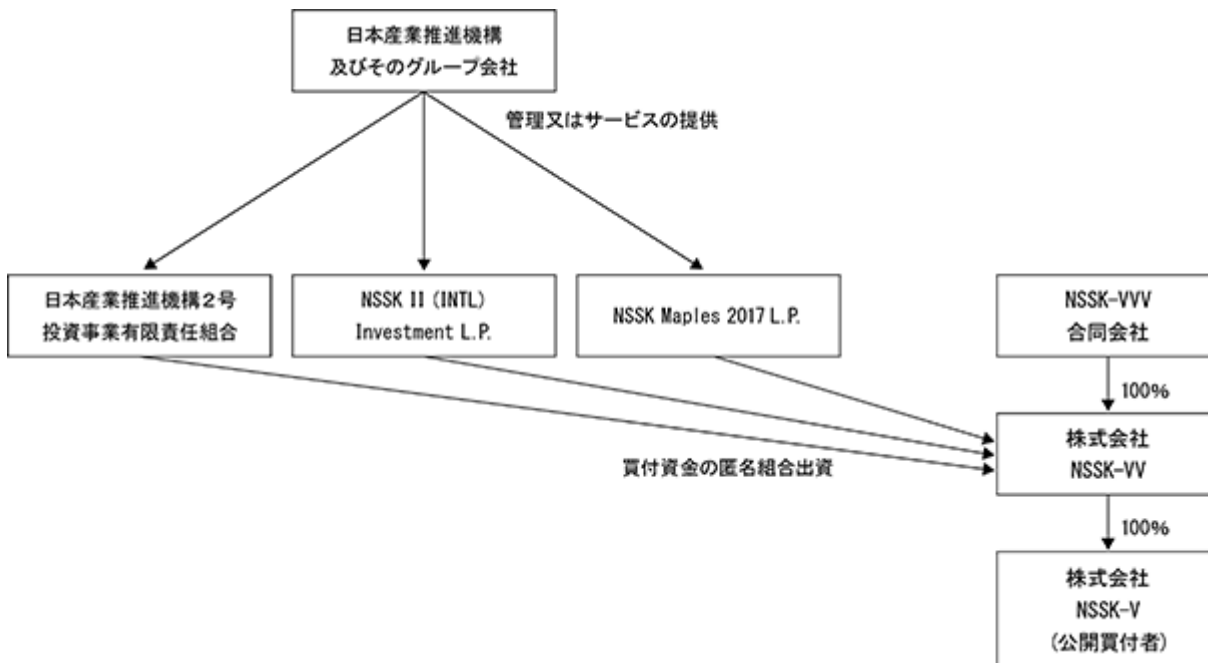 日本産業推進機構
及びそのグループ会社
管理又はサービスの提供
日本産業推進機構2号
投資事業有限責任組合
NSSK II (INTL)
Investment L.P.
NSSK Maples 2017 L.P.
NSSK-VVV
合同会社
100%
株式会社
NSSK-VV
買付資金の匿名組合出資
100%
株式会社
NSSK-V
(公開買付者)